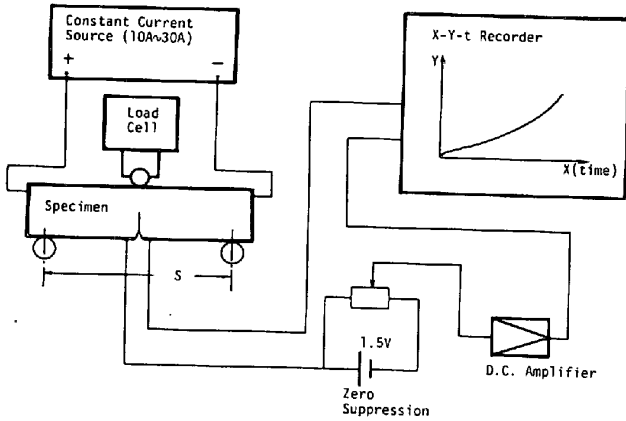 Constant Current
Source (10A~30A)
+ −
X-Y-t Recorder
Y
X(time)
Load
Cell
Specimen
S
1.5V
Zero
Suppression
D.C. Amplifier